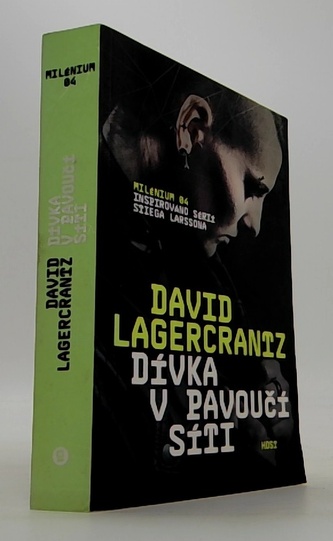 MILÉNIUM
04
DAVID
LAGERCRANTZ
DÍVKA
V PAVOUČÍ
SÍTI
MILÉNIUM 04
INSPIROVÁNO SÉRIÍ
STIEGA LARSSONA
DAVID
LAGERCRANTZ
DÍVKA
V PAVOUČÍ
SÍTI
HOST